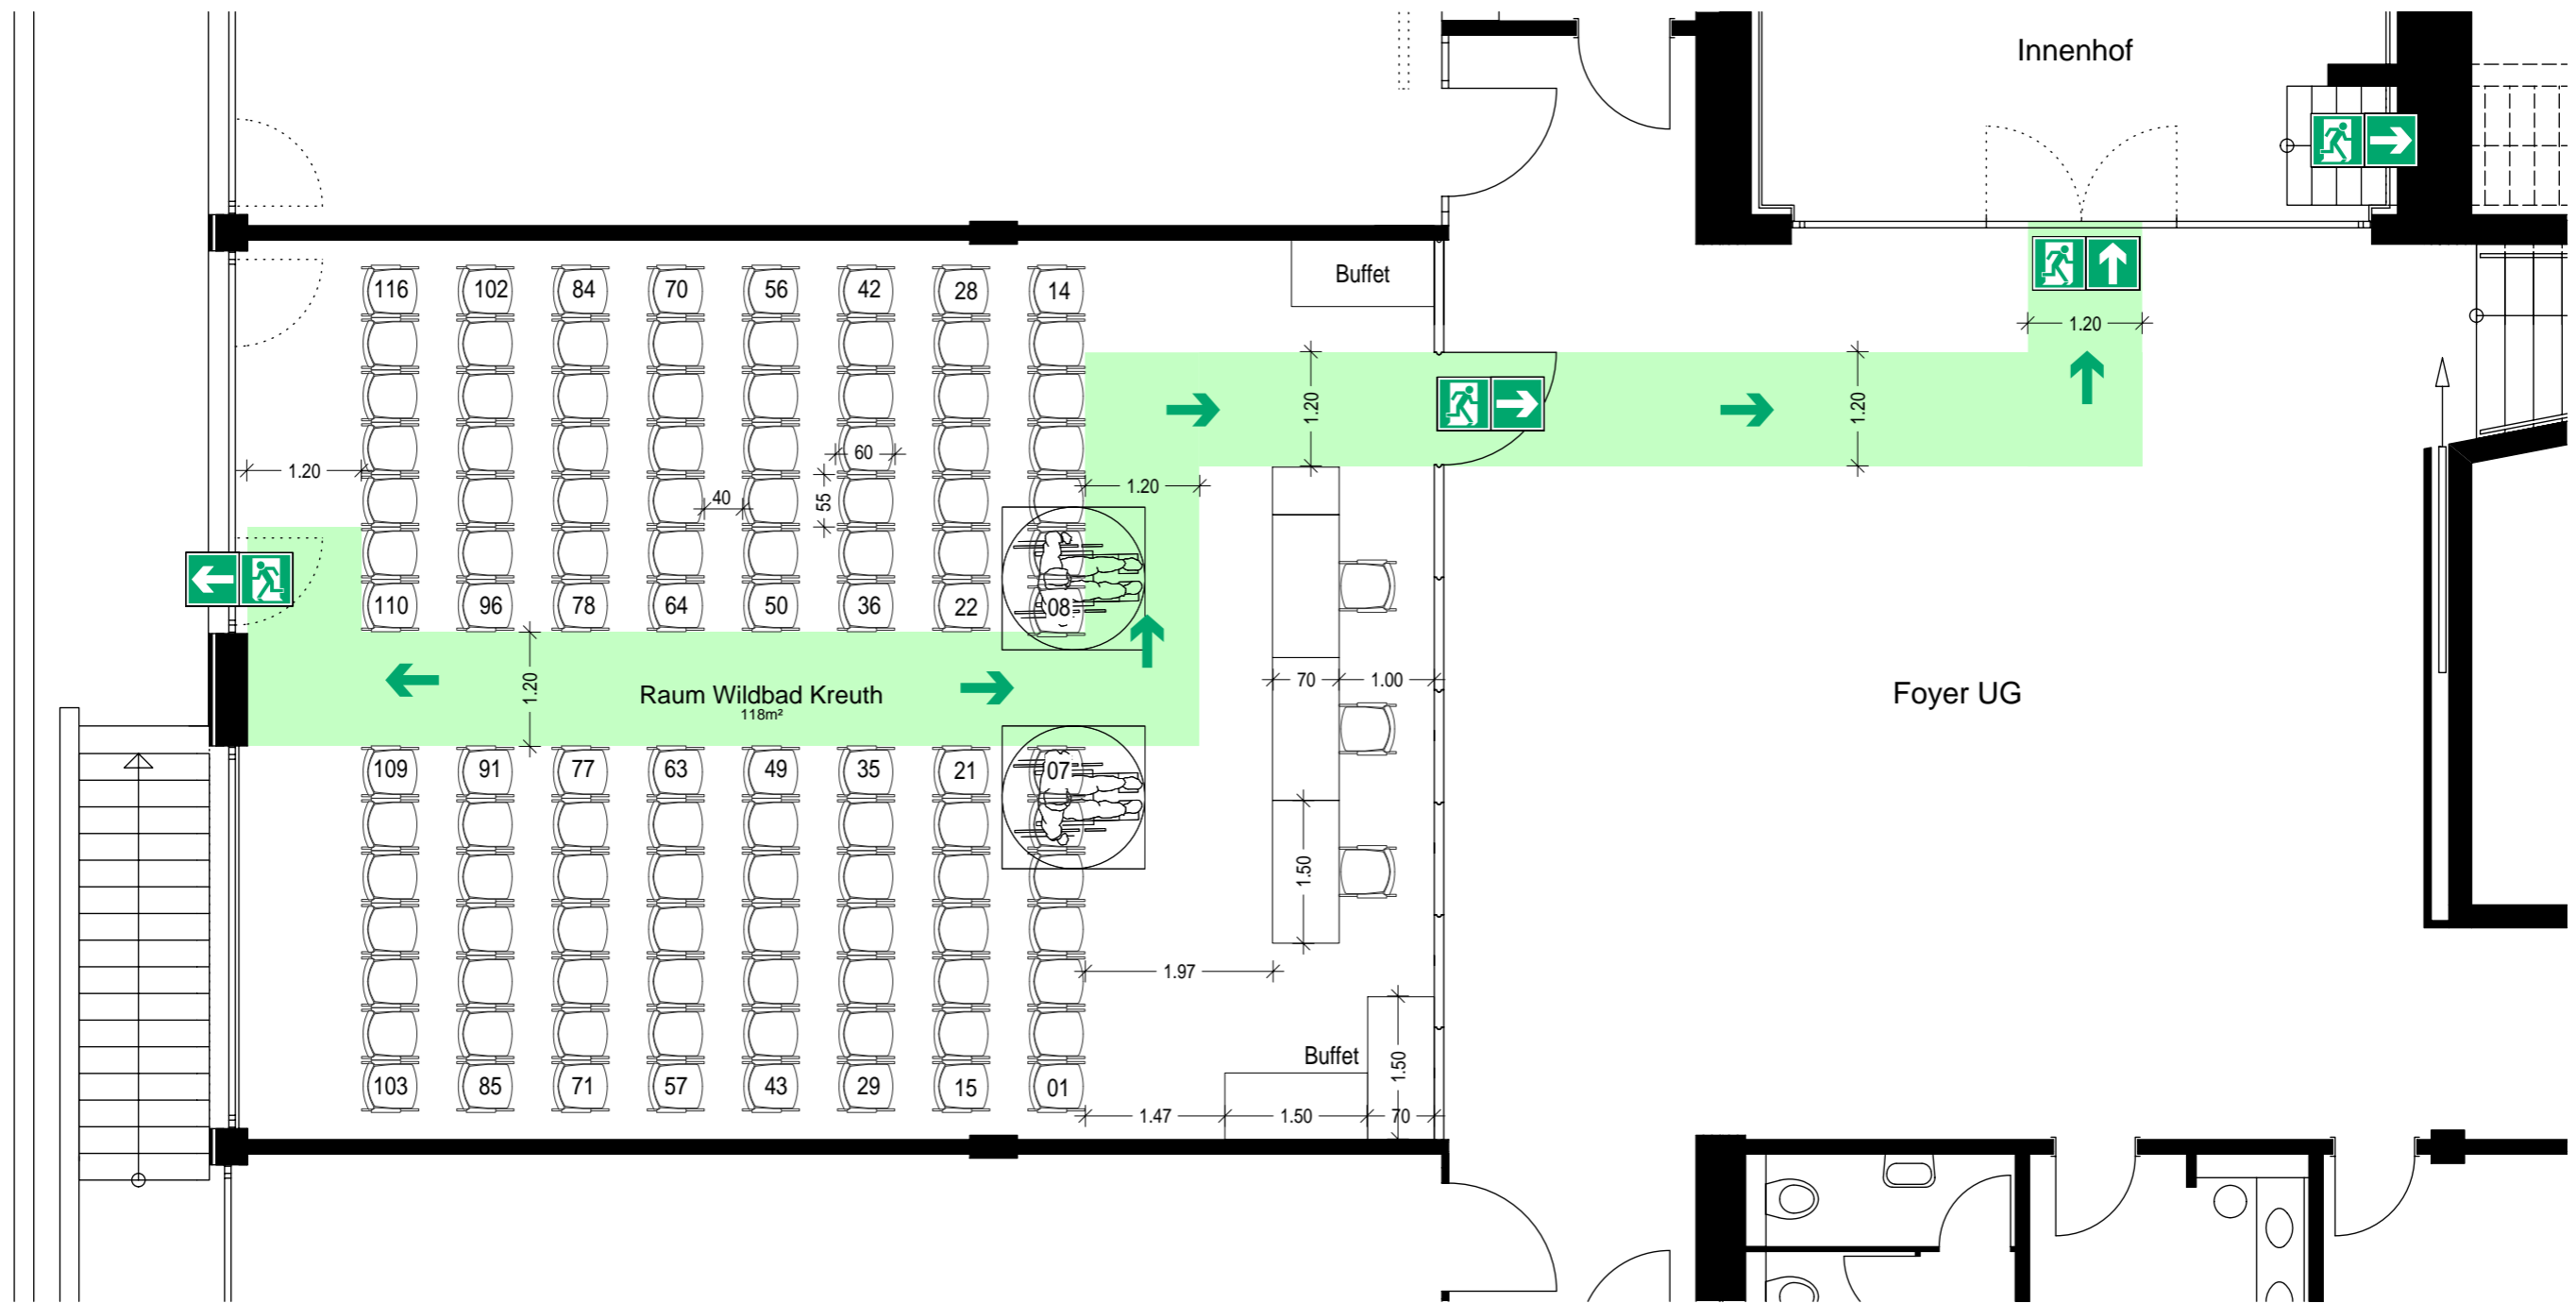 Innenhof
116 102 84 70 56 42 28 14
Buffet
1.20
1.20
1.20
60
1.20
40
55
1.20
110 96 78 64 50 36 22 08
1.20
Raum Wildbad Kreuth
118m²
70
1.00
Foyer UG
109 91 77 63 49 35 21 07
1.50
1.97
Buffet
1.50
103 85 71 57 43 29 15 01
1.47
1.50
70